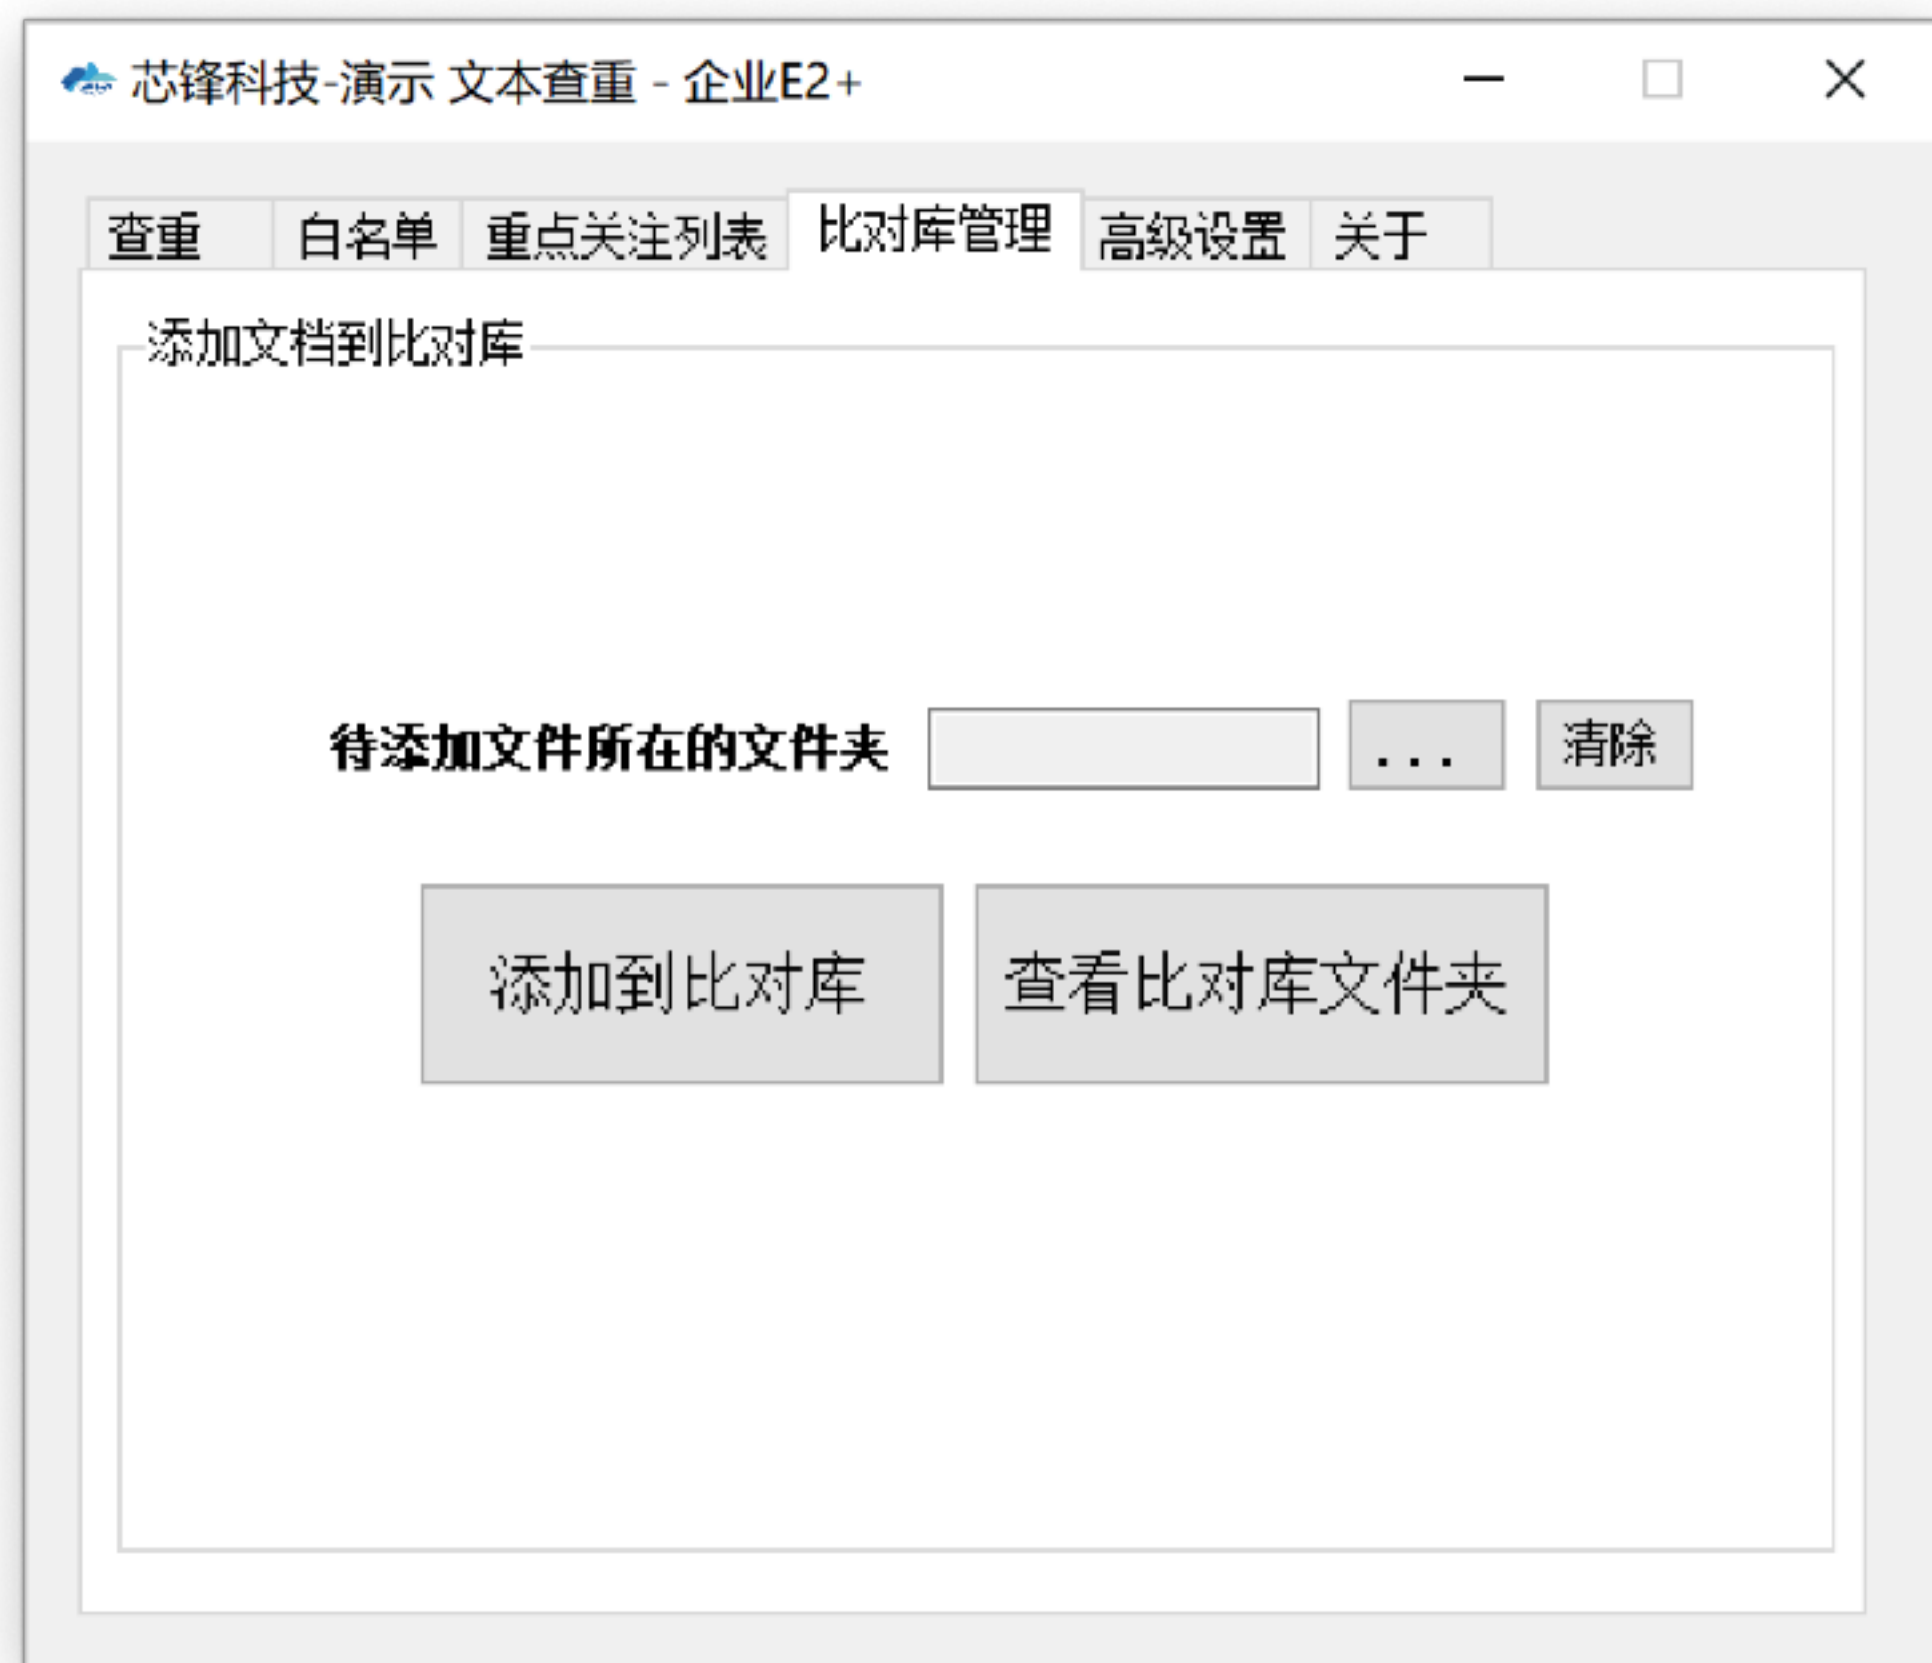 芯锋科技-演示 文本查重 - 企业E2+
查重 白名单 重点关注列表 比对库管理 高级设置 关于
添加文档到比对库
待添加文件所在的文件夹 ... 清除
添加到比对库 查看比对库文件夹